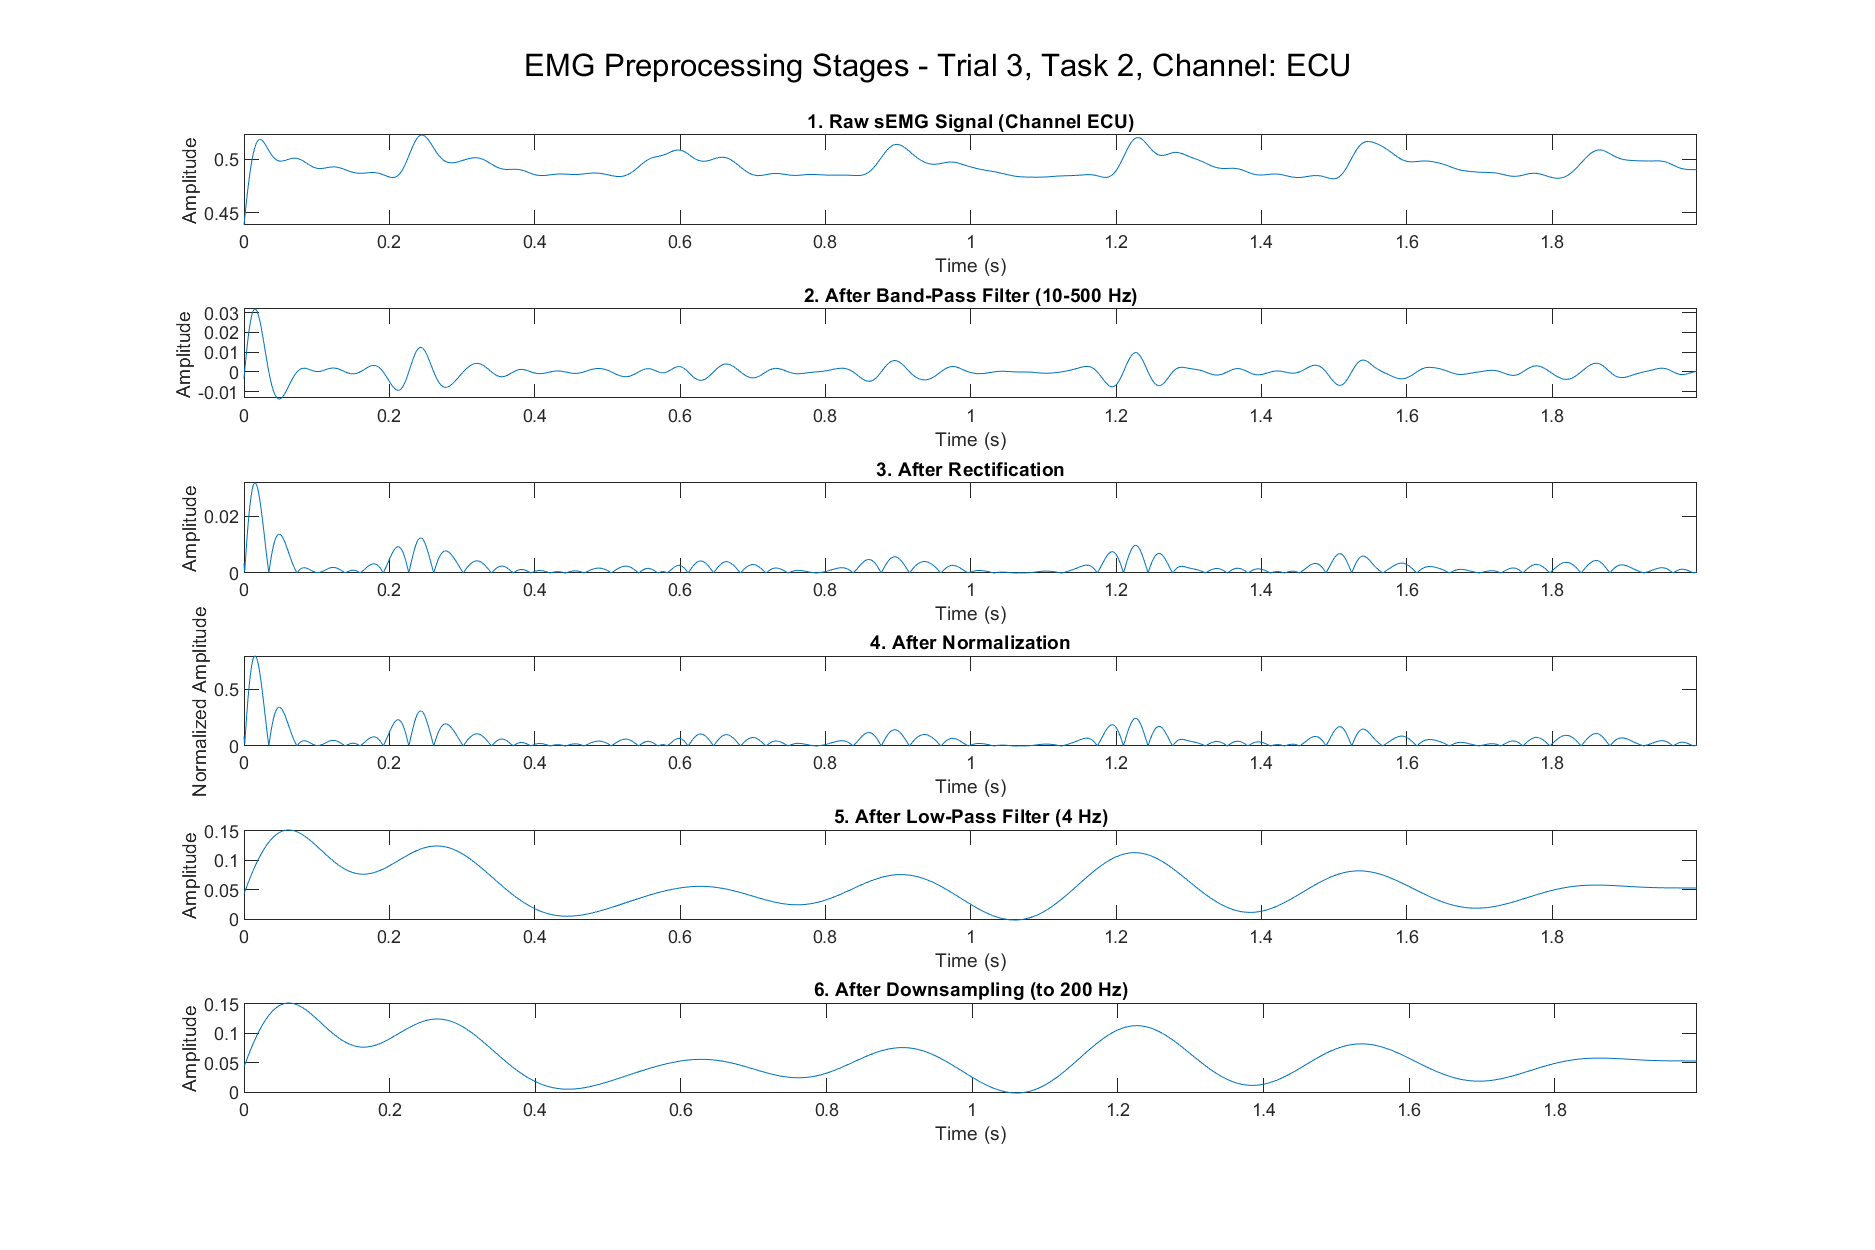 EMG Preprocessing Stages - Trial 3, Task 2, Channel: ECU
1. Raw sEMG Signal (Channel ECU)
Amplitude
0.5
0.45
0 0.2 0.4 0.6 0.8 1 1.2 1.4 1.6 1.8
Time (s)
2. After Band-Pass Filter (10-500 Hz)
Amplitude
0.03
0.02
0.01
0
-0.01
0 0.2 0.4 0.6 0.8 1 1.2 1.4 1.6 1.8
Time (s)
3. After Rectification
Amplitude
0.02
0
0 0.2 0.4 0.6 0.8 1 1.2 1.4 1.6 1.8
Time (s)
4. After Normalization
Normalized Amplitude
0.5
0
0 0.2 0.4 0.6 0.8 1 1.2 1.4 1.6 1.8
Time (s)
5. After Low-Pass Filter (4 Hz)
Amplitude
0.15
0.1
0.05
0
0 0.2 0.4 0.6 0.8 1 1.2 1.4 1.6 1.8
Time (s)
6. After Downsampling (to 200 Hz)
Amplitude
0.15
0.1
0.05
0
0 0.2 0.4 0.6 0.8 1 1.2 1.4 1.6 1.8
Time (s)